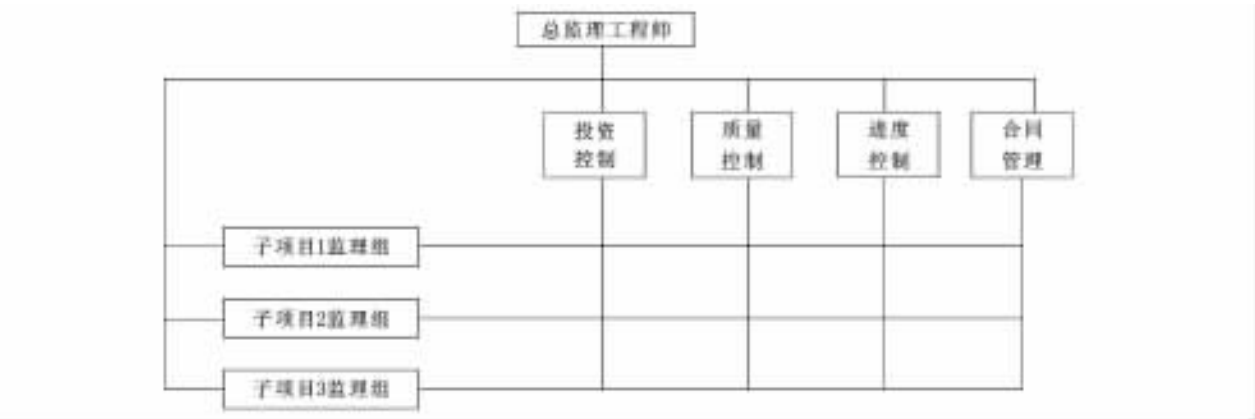 总监理工程师
投资
控制
质量
控制
进度
控制
合同
管理
子项目1监理组
子项目2监理组
子项目3监理组